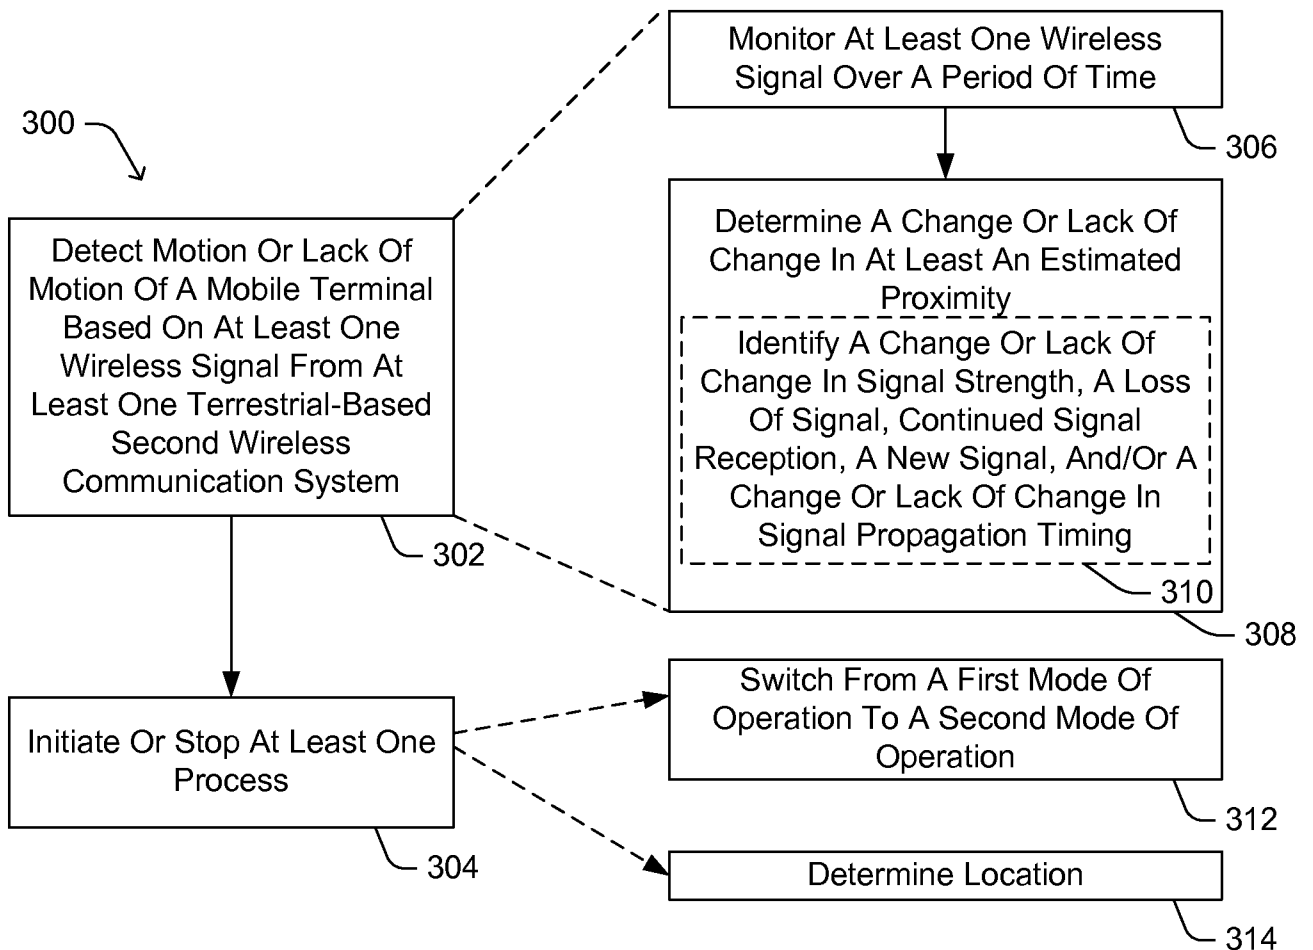 300
Detect Motion Or Lack Of
Motion Of A Mobile Terminal
Based On At Least One
Wireless Signal From At
Least One Terrestrial-Based
Second Wireless
Communication System
302
Initiate Or Stop At Least One
Process
304
Monitor At Least One Wireless
Signal Over A Period Of Time
306
Determine A Change Or Lack Of
Change In At Least An Estimated
Proximity
Identify A Change Or Lack Of
Change In Signal Strength, A Loss
Of Signal, Continued Signal
Reception, A New Signal, And/Or A
Change Or Lack Of Change In
Signal Propagation Timing
310
308
Switch From A First Mode Of
Operation To A Second Mode Of
Operation
312
Determine Location
314